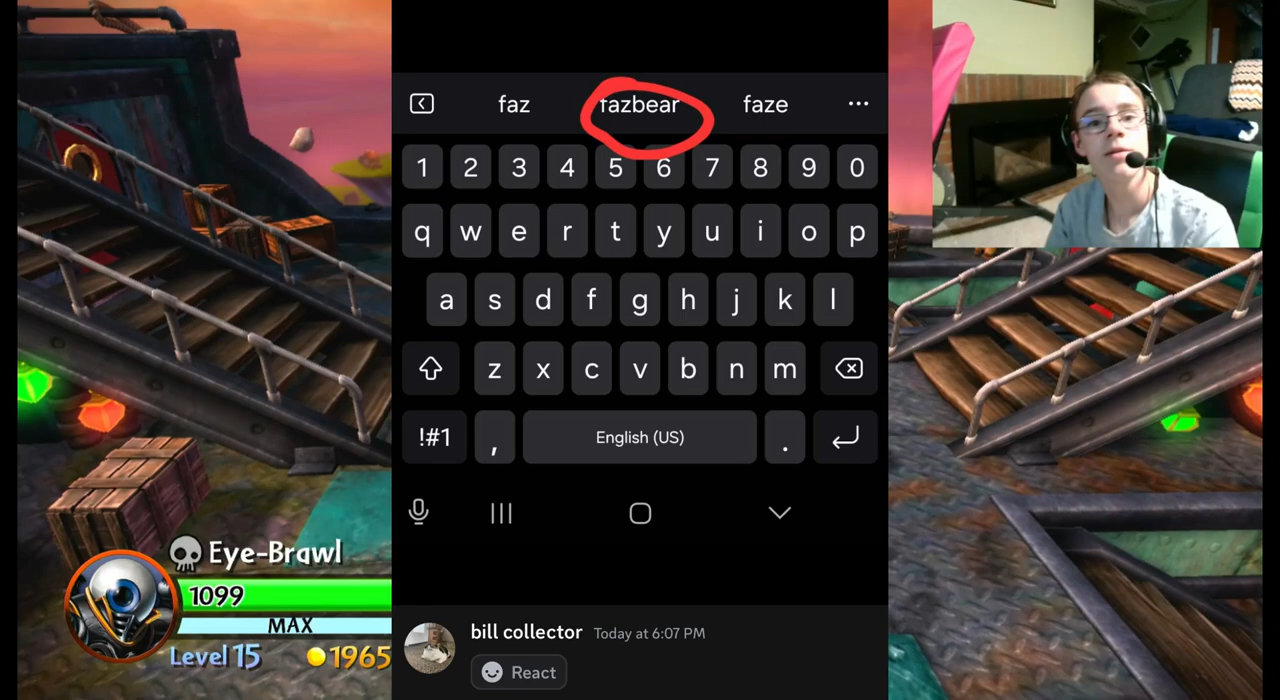 faz fazbear faze ...
1 2 3 4 5 6 7 8 9 0
q w e r t y u i o p
a s d f g h j k l
z x c v b n m
!#1 , English (US) .
Eye-Brawl
1099
MAX
Level 15 1965
bill collector Today at 6:07 PM
React